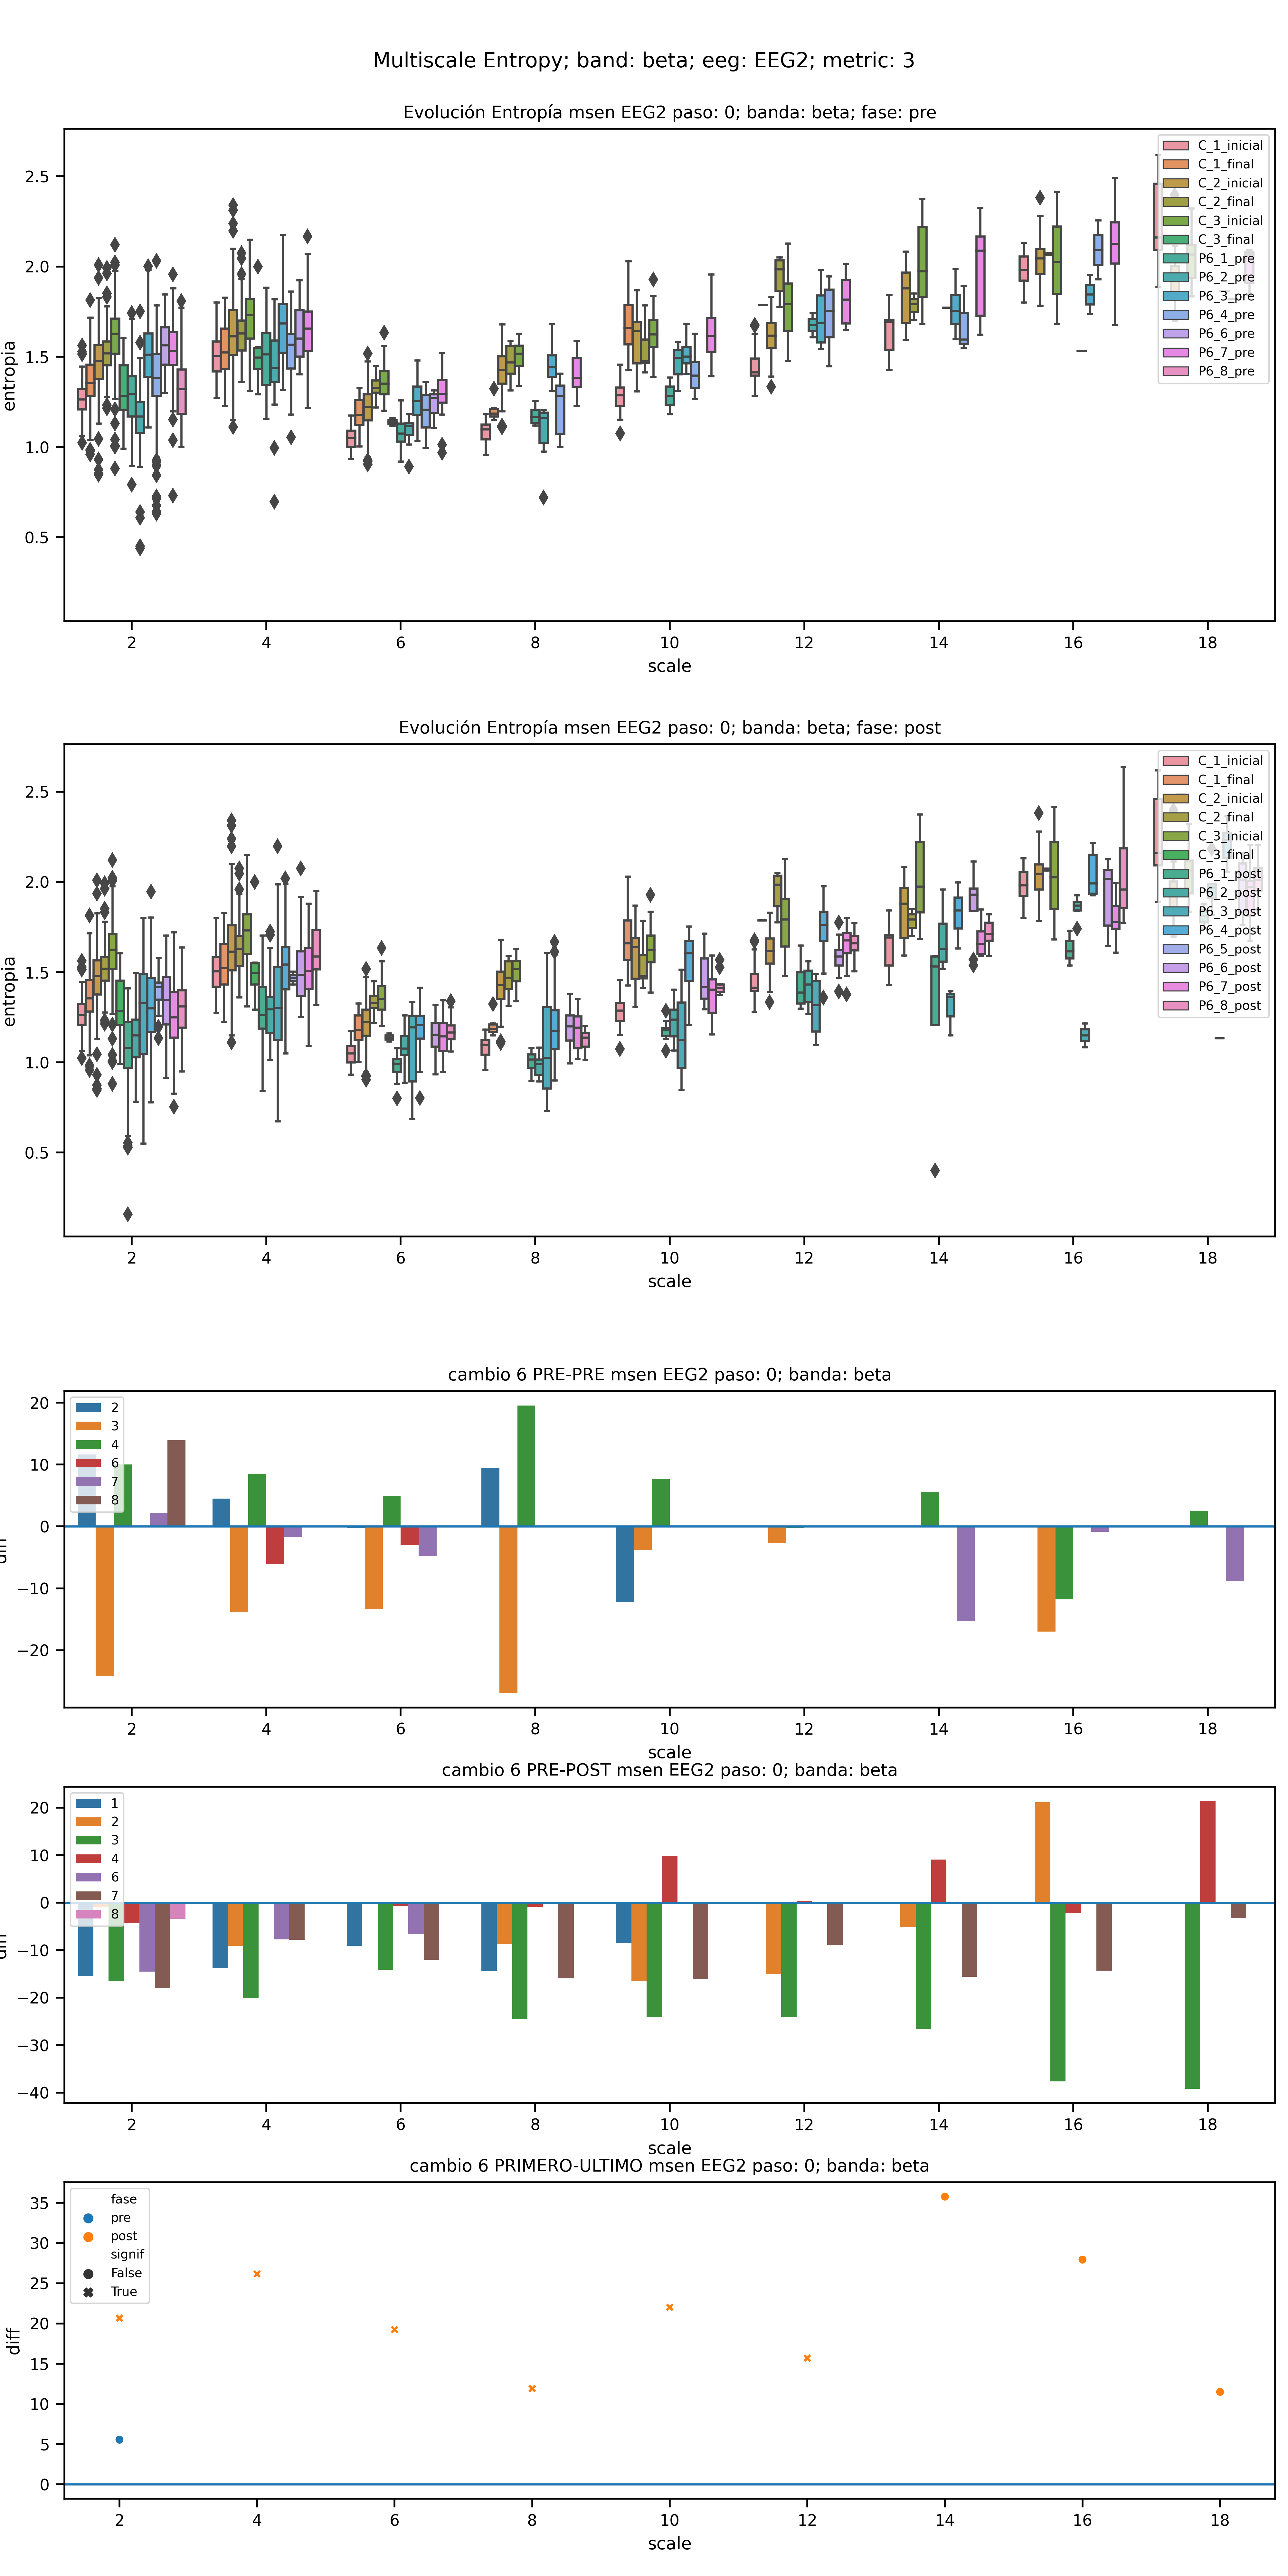 Multiscale Entropy; band: beta; eeg: EEG2; metric: 3
Evolución Entropía msen EEG2 paso: 0; banda: beta; fase: pre
entropia
2.5
2.0
1.5
1.0
0.5
C_1_inicial
C_1_final
C_2_inicial
C_2_final
C_3_inicial
C_3_final
P6_1_pre
P6_2_pre
P6_3_pre
P6_4_pre
P6_6_pre
P6_7_pre
P6_8_pre
2 4 6 8 10 12 14 16 18
scale
Evolución Entropía msen EEG2 paso: 0; banda: beta; fase: post
entropia
2.5
2.0
1.5
1.0
0.5
C_1_inicial
C_1_final
C_2_inicial
C_2_final
C_3_inicial
C_3_final
P6_1_post
P6_2_post
P6_3_post
P6_4_post
P6_5_post
P6_6_post
P6_7_post
P6_8_post
2 4 6 8 10 12 14 16 18
scale
cambio 6 PRE-PRE msen EEG2 paso: 0; banda: beta
diff
20
10
0
−10
−20
2
3
4
6
7
8
2 4 6 8 10 12 14 16 18
scale
cambio 6 PRE-POST msen EEG2 paso: 0; banda: beta
diff
20
10
0
−10
−20
−30
−40
1
2
3
4
6
7
8
2 4 6 8 10 12 14 16 18
scale
cambio 6 PRIMERO-ULTIMO msen EEG2 paso: 0; banda: beta
diff
35
30
25
20
15
10
5
0
fase
pre
post
signif
False
True
2 4 6 8 10 12 14 16 18
scale